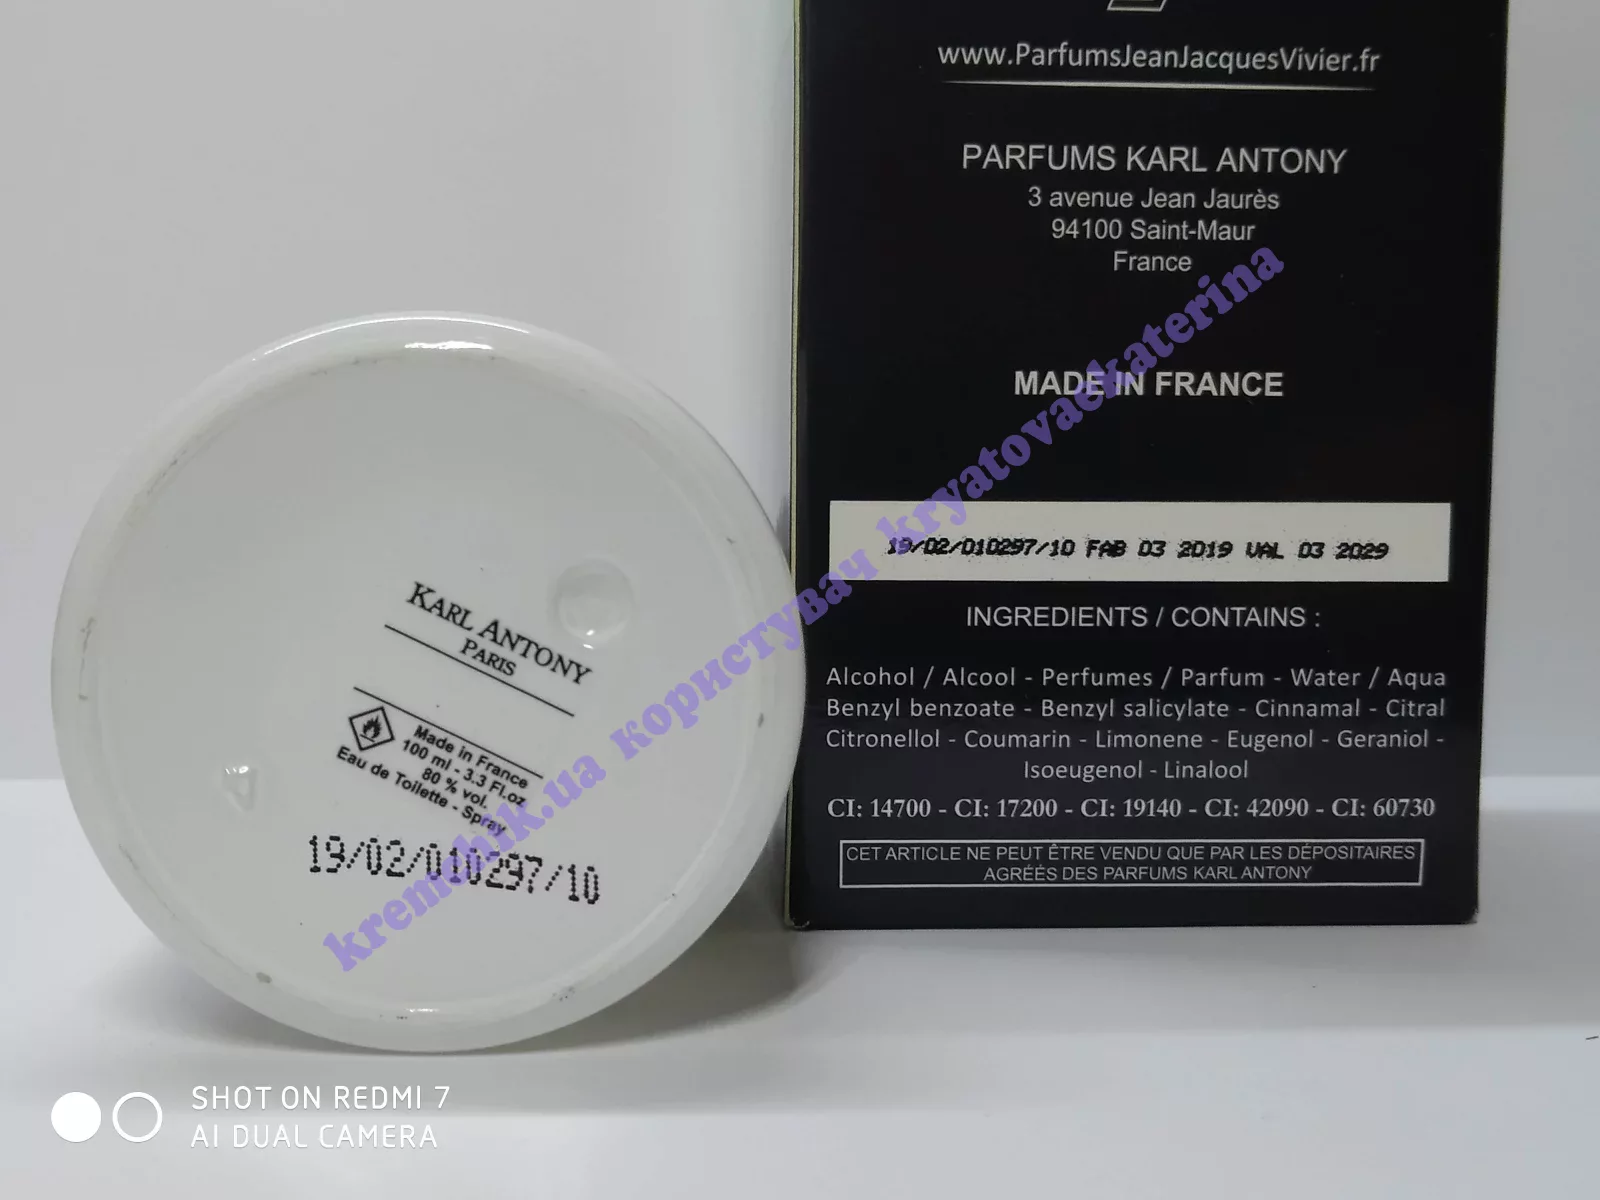 www.ParfumsJeanJacquesVivier.fr
PARFUMS KARL ANTONY
3 avenue Jean Jaurès
94100 Saint-Maur
France
MADE IN FRANCE
19/02/010297/10 FAB 03 2019 VAL 03 2029
INGREDIENTS / CONTAINS :
Alcohol / Alcool - Perfumes / Parfum - Water / Aqua
Benzyl benzoate - Benzyl salicylate - Cinnamal - Citral
Citronellol - Coumarin - Limonene - Eugenol - Geraniol -
Isoeugenol - Linalool
CI: 14700 - CI: 17200 - CI: 19140 - CI: 42090 - CI: 60730
CET ARTICLE NE PEUT ÊTRE VENDU QUE PAR LES DÉPOSITAIRES
AGRÉÉS DES PARFUMS KARL ANTONY
KARL ANTONY
PARIS
Made in France
100 ml - 3.3 Fl.oz
80 % vol.
Eau de Toilette - Spray
19/02/010297/10
kremchik.ua користувач kryatovaekaterina
SHOT ON REDMI 7
AI DUAL CAMERA